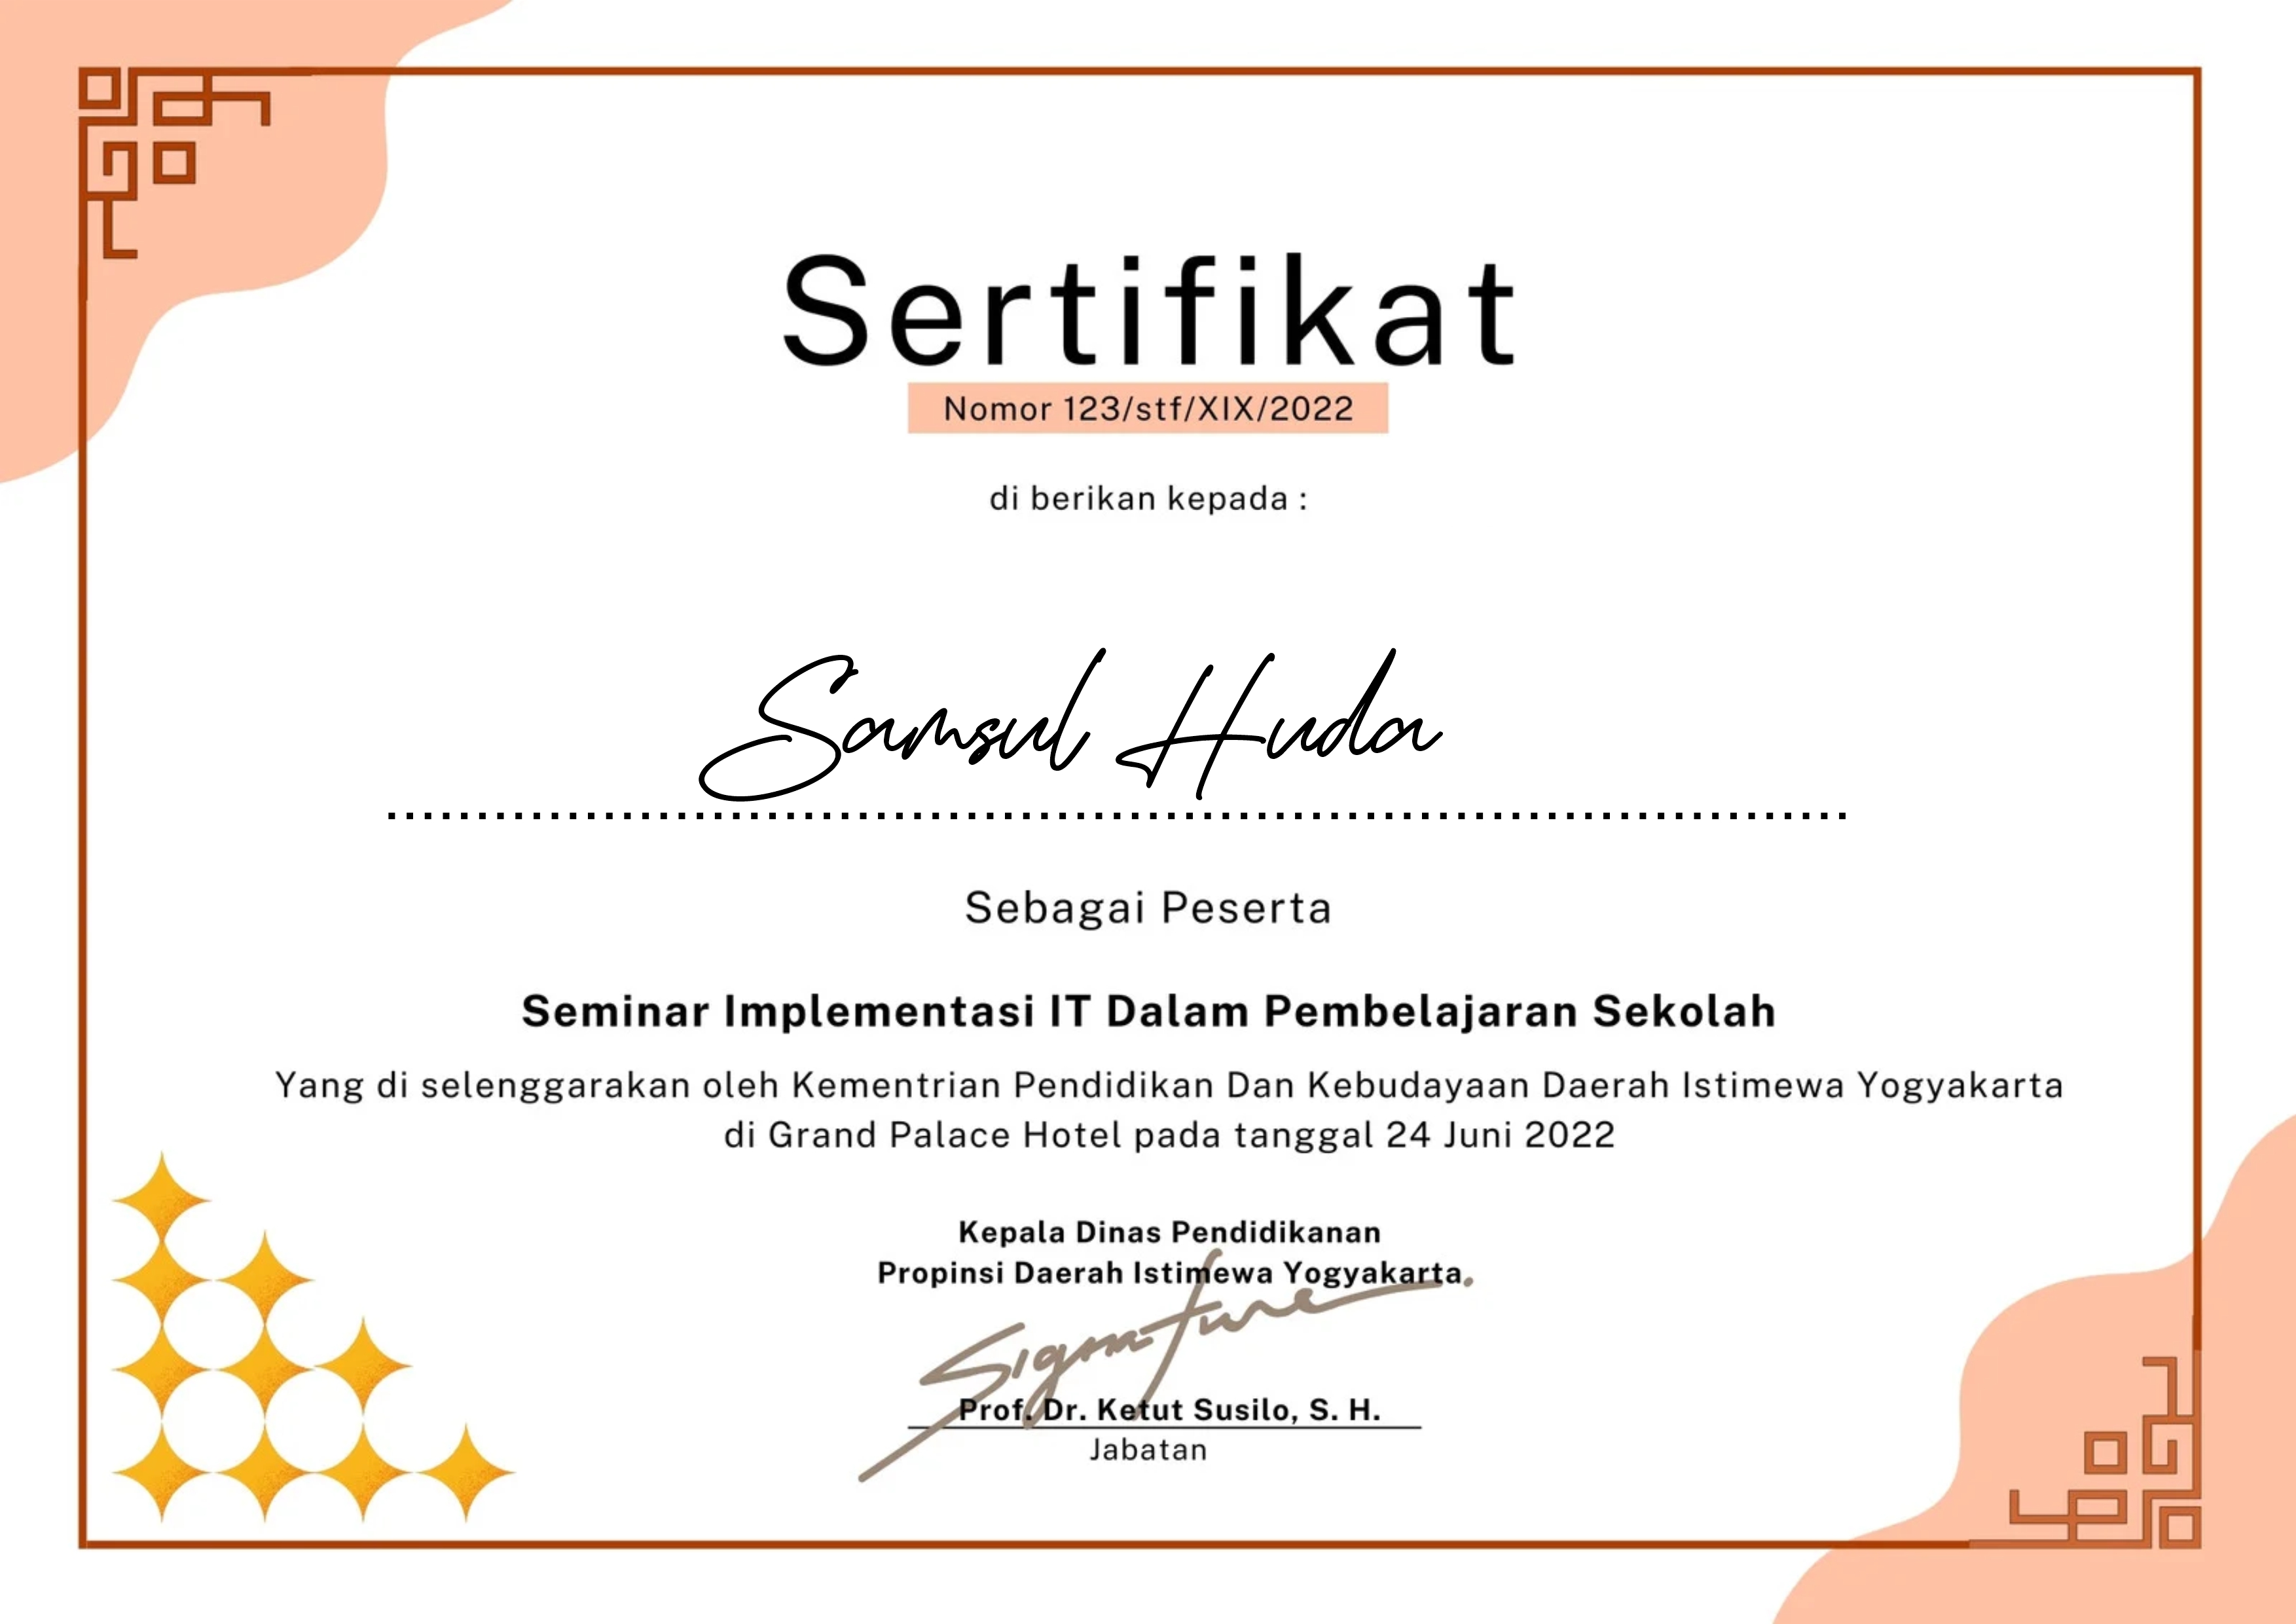 Sertifikat
Nomor 123/stf/XIX/2022
di berikan kepada :
Samsul Huda
Sebagai Peserta
Seminar Implementasi IT Dalam Pembelajaran Sekolah
Yang di selenggarakan oleh Kementrian Pendidikan Dan Kebudayaan Daerah Istimewa Yogyakarta
di Grand Palace Hotel pada tanggal 24 Juni 2022
Kepala Dinas Pendidikanan
Propinsi Daerah Istimewa Yogyakarta
Signature
Prof. Dr. Ketut Susilo, S. H.
Jabatan